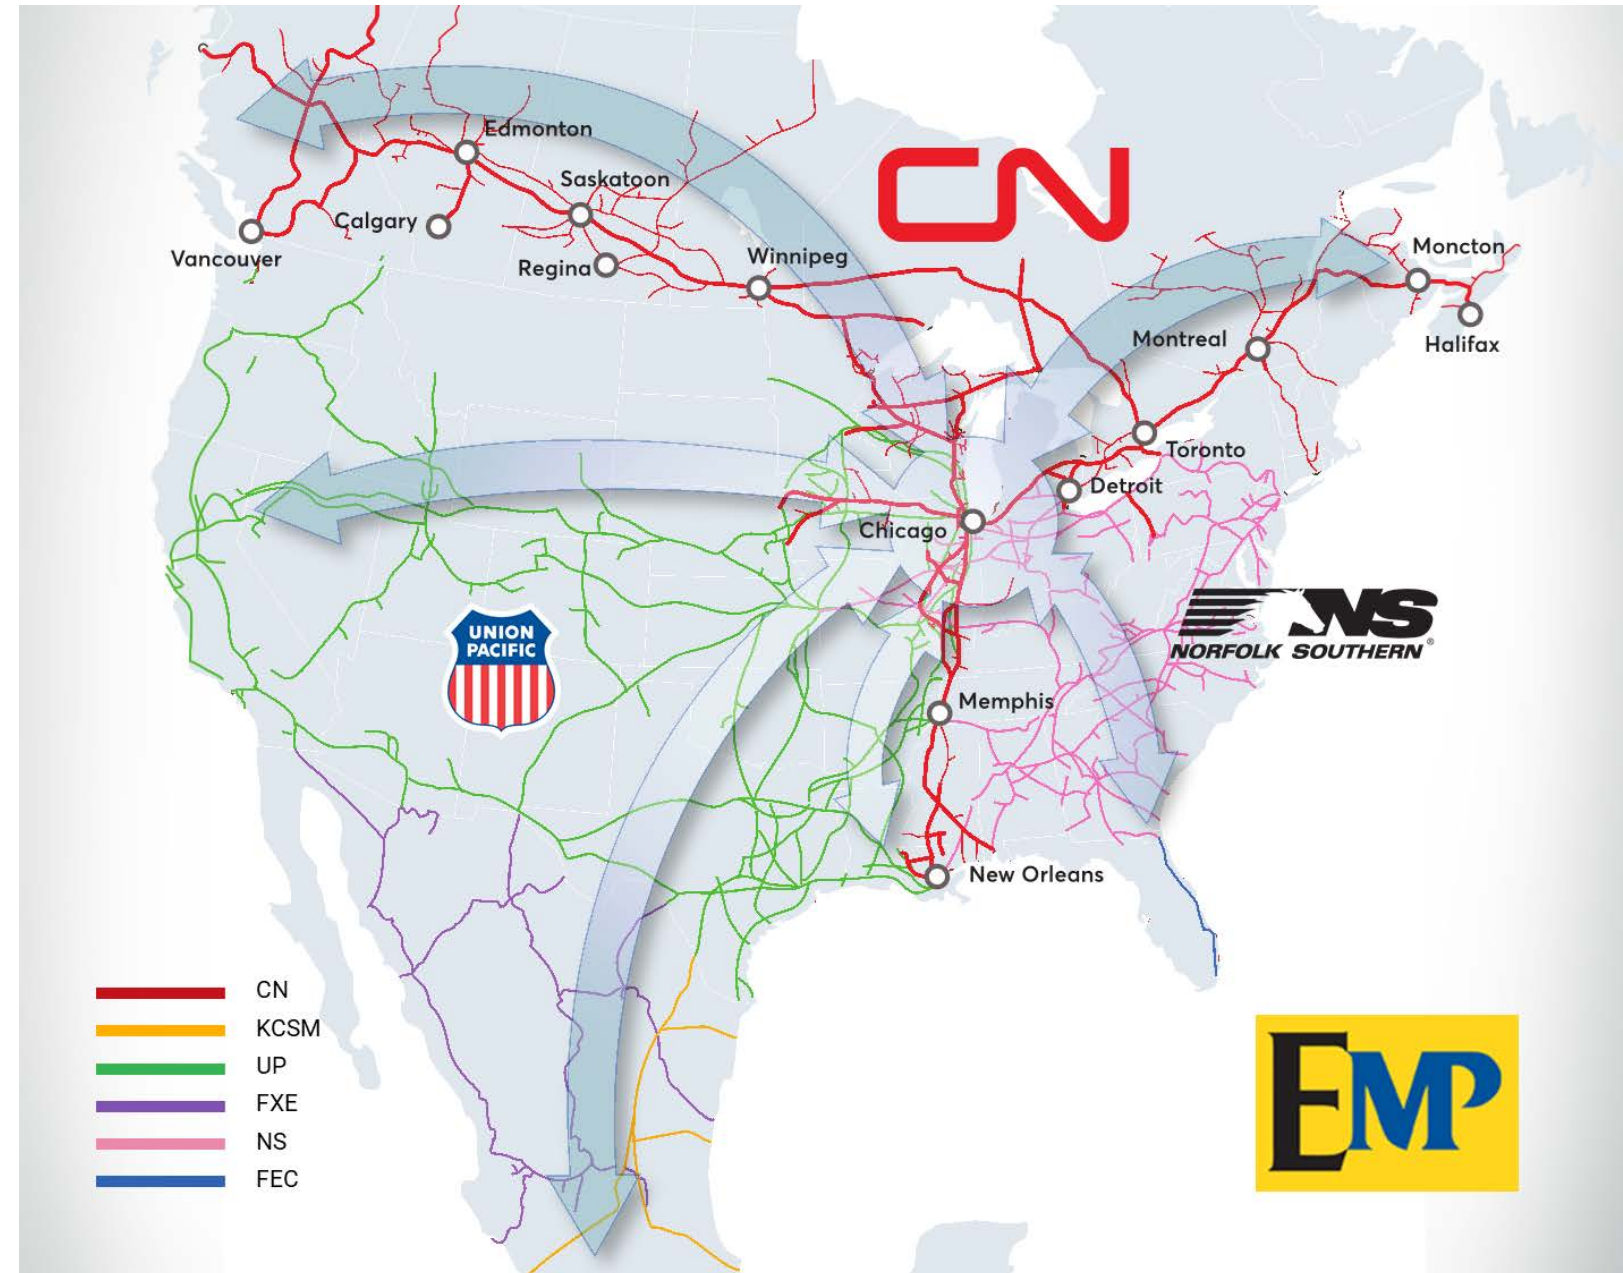 Edmonton
Saskatoon
CN
Calgary
Vancouver
Regina
Winnipeg
Moncton
Montreal
Halifax
Toronto
Detroit
Chicago
UNION
PACIFIC
NS
NORFOLK SOUTHERN®
Memphis
New Orleans
CN
KCSM
UP
FXE
NS
FEC
EMP